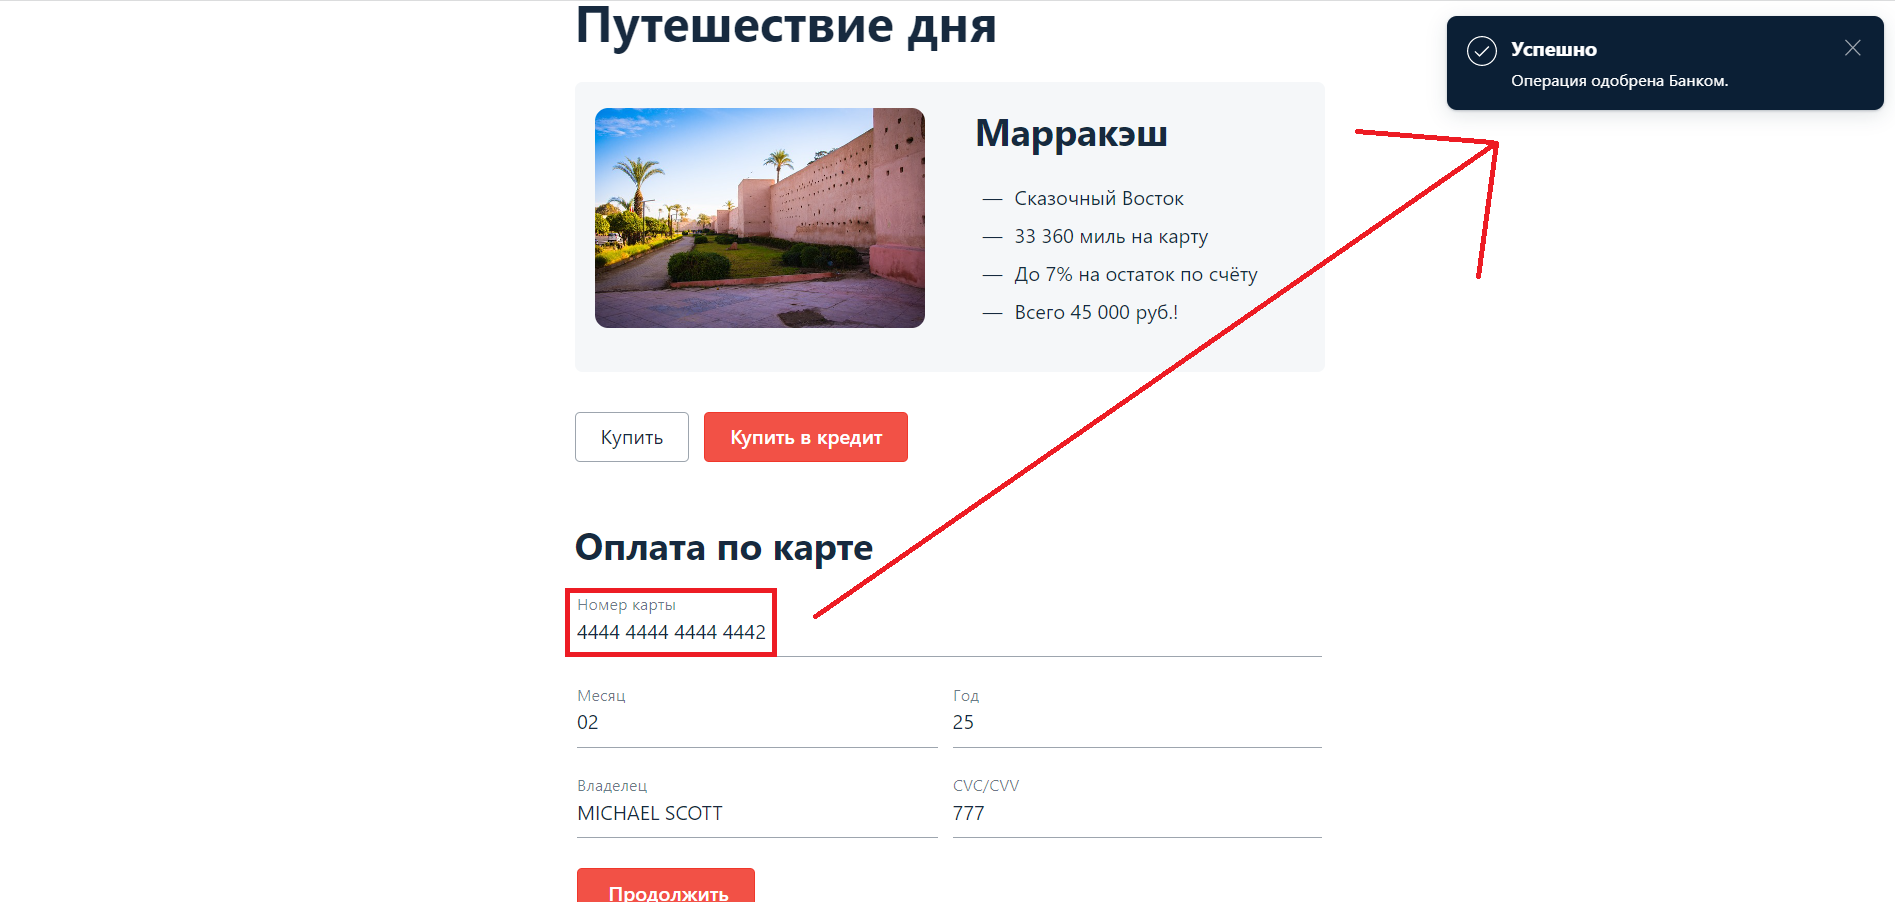 Путешествие дня
Успешно
Операция одобрена Банком.
Марракэш
— Сказочный Восток
— 33 360 миль на карту
— До 7% на остаток по счёту
— Всего 45 000 руб.!
Купить
Купить в кредит
Оплата по карте
Номер карты
4444 4444 4444 4442
Месяц
02
Год
25
Владелец
MICHAEL SCOTT
CVC/CVV
777
Продолжить